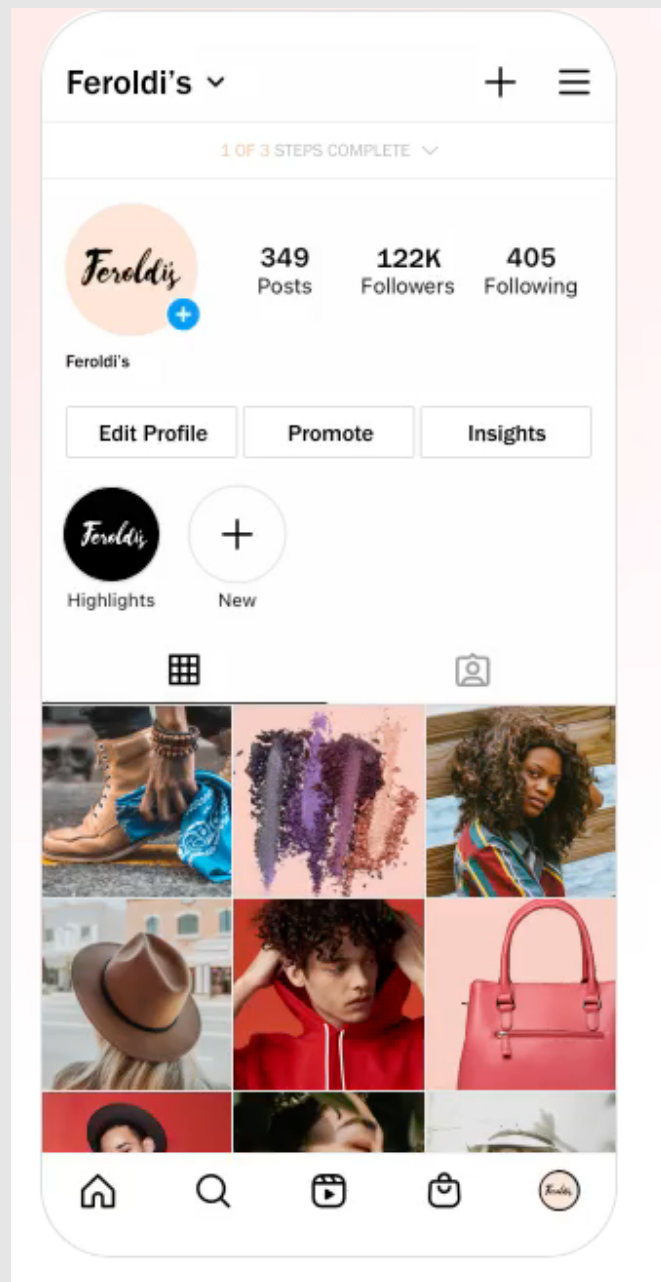 Feroldi's
1 OF 3 STEPS COMPLETE
Feroldi's
349 122K 405
Posts Followers Following
Feroldi's
Edit Profile Promote Insights
Feroldi's
Highlights New
Feroldi's